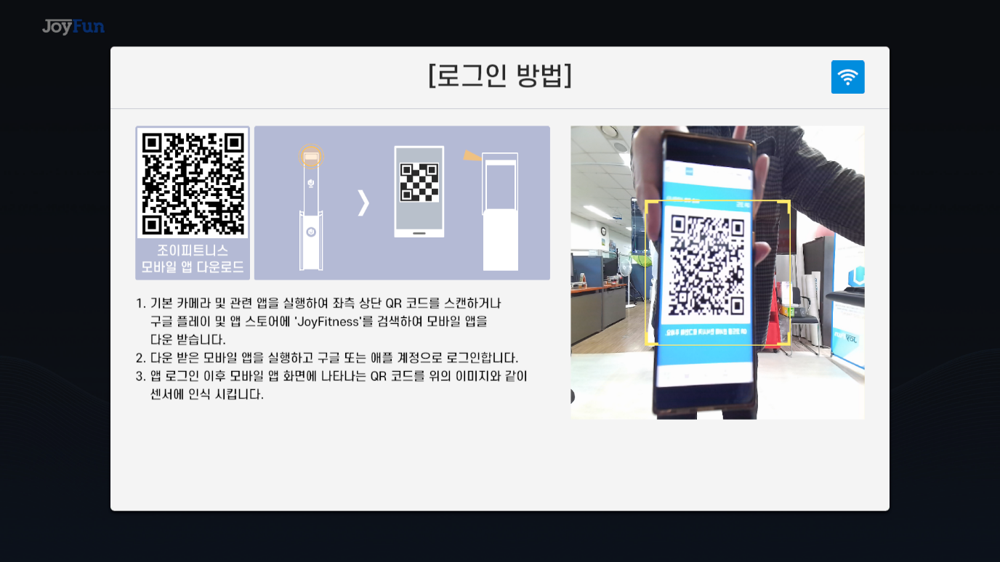 JoyFun
[로그인 방법]
조이피트니스
모바일 앱 다운로드
1. 기본 카메라 및 관련 앱을 실행하여 좌측 상단 QR 코드를 스캔하거나
구글 플레이 및 앱 스토어에 'JoyFitness'를 검색하여 모바일 앱을
다운 받습니다.
2. 다운 받은 모바일 앱을 실행하고 구글 또는 애플 계정으로 로그인합니다.
3. 앱 로그인 이후 모바일 앱 화면에 나타나는 QR 코드를 위의 이미지와 같이
센서에 인식 시킵니다.